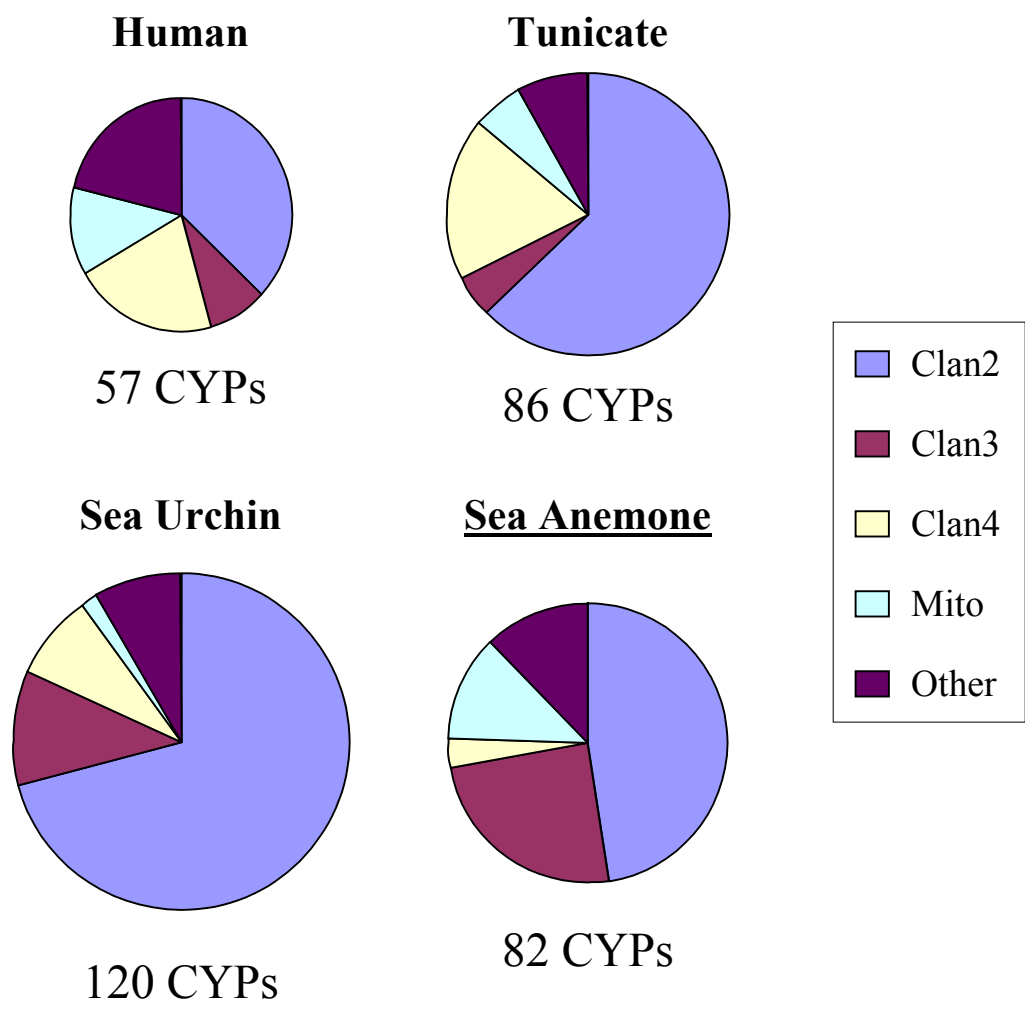 Human
57 CYPs
Tunicate
86 CYPs
Sea Urchin
120 CYPs
Sea Anemone
82 CYPs
Clan2
Clan3
Clan4
Mito
Other